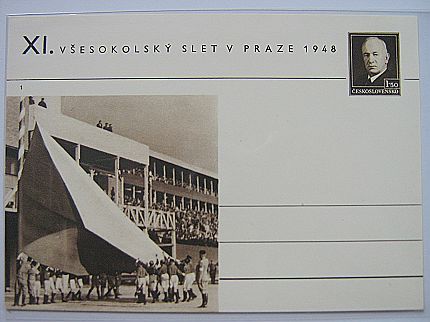 XI. VŠESOKOLSKÝ SLET V PRAZE 1948
1
1·50
ČESKOSLOVENSKO